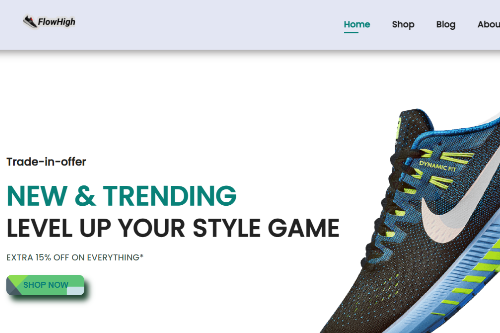 FlowHigh
Home Shop Blog Abou
Trade-in-offer
NEW & TRENDING
LEVEL UP YOUR STYLE GAME
EXTRA 15% OFF ON EVERYTHING*
SHOP NOW
DYNAMIC FIT